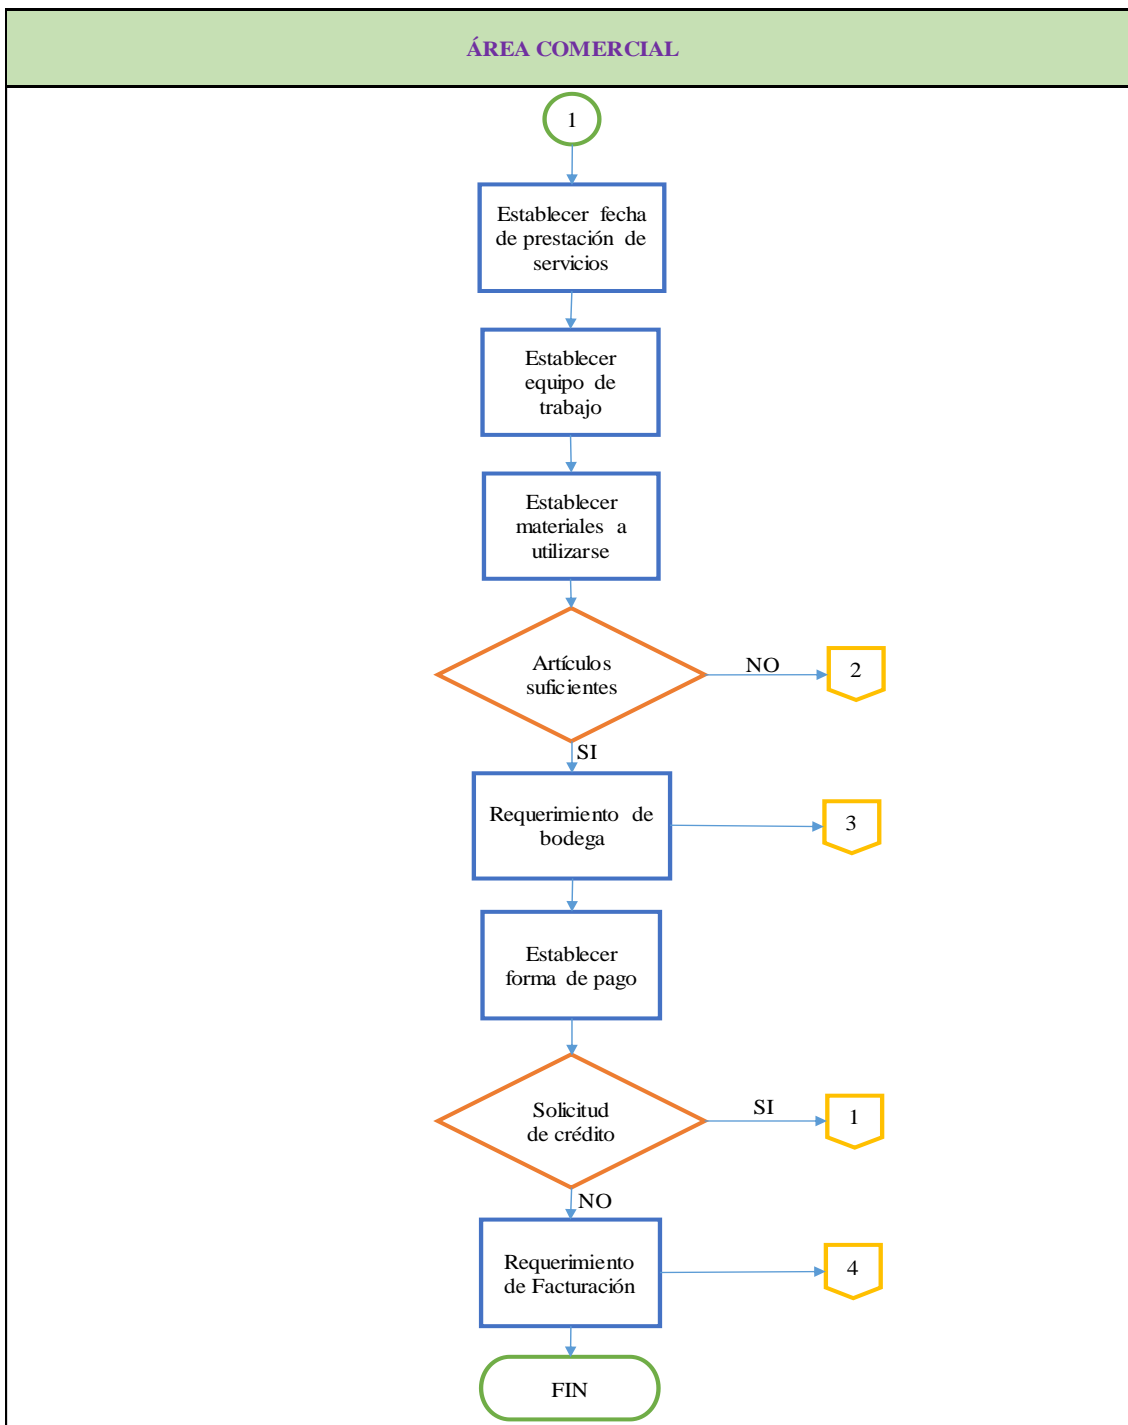 ÁREA COMERCIAL
1
Establecer fecha
de prestación de
servicios
Establecer
equipo de
trabajo
Establecer
materiales a
utilizarse
Artículos
suficientes
NO
2
SI
Requerimiento de
bodega
3
Establecer
forma de pago
Solicitud
de crédito
SI
1
NO
Requerimiento
de Facturación
4
FIN